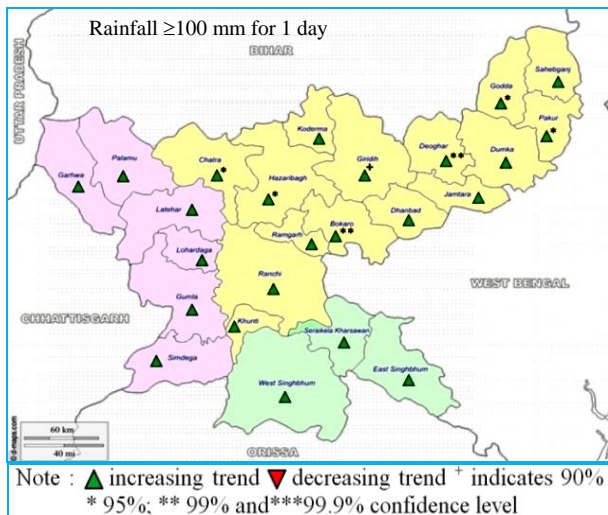 Rainfall ≥100 mm for 1 day
BIHAR
UTTAR PRADESH
Sahebganj
Godda
*
Pakur
*
Koderma
Deoghar
**
Dumka
Giridih
+
Chatra
*
Palamu
Garhwa
Hazaribagh
*
Jamtara
Latehar
Dhanbad
Bokaro
**
Ramgarh
Lohardaga
Ranchi
WEST BENGAL
Gumla
CHHATTISGARH
Khunti
Seraikela Kharsawan
Simdega
West Singhbhum
East Singhbhum
© d-maps.com
60 km
40 mi
ORISSA
Note : ▲ increasing trend ▼ decreasing trend ⁺ indicates 90%
* 95%; ** 99% and***99.9% confidence level